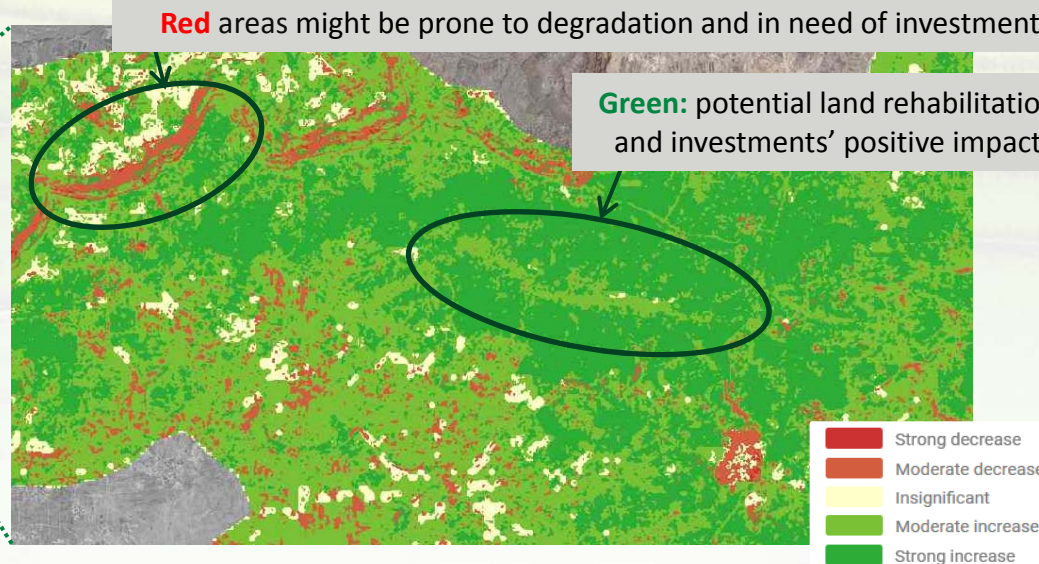 Red areas might be prone to degradation and in need of investment
Green: potential land rehabilitatio
and investments’ positive impact
Strong decrease
Moderate decrease
Insignificant
Moderate increase
Strong increase